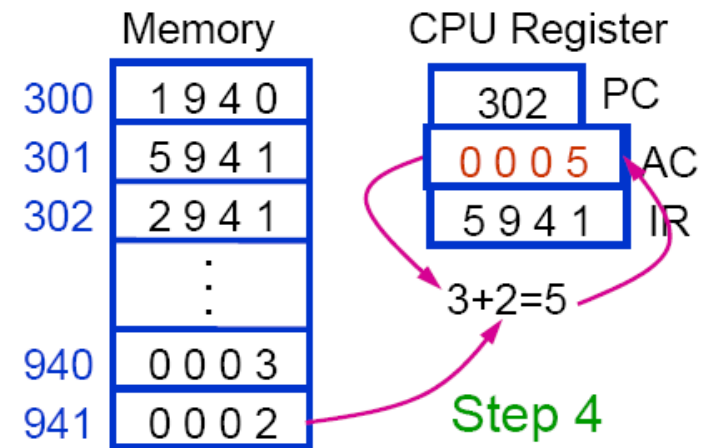 Memory
CPU Register
300 1 9 4 0
302 PC
301 5 9 4 1
0 0 0 5 AC
302 2 9 4 1
5 9 4 1 IR
⋮
3+2=5
940 0 0 0 3
941 0 0 0 2
Step 4